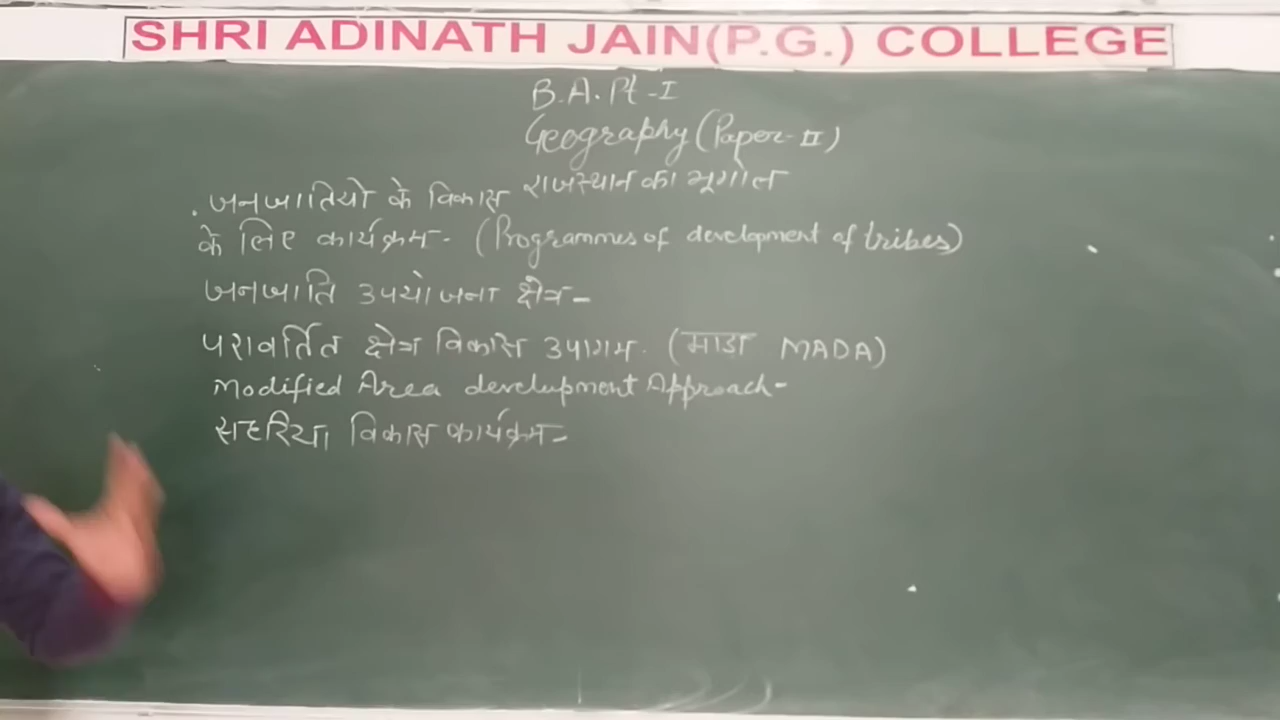 SHRI ADINATH JAIN(P.G.) COLLEGE
B.A. Pt-I
Geography (Paper-II)
राजस्थान का भूगोल
. जनजातियो के विकास
के लिए कार्यक्रम- (Programmes of development of tribes)
जनजाति उपयोजना क्षेत्र-
परावर्तित क्षेत्र विकास उपागम. (माडा MADA)
Modified Area development Approach-
सहरिया विकास कार्यक्रम-